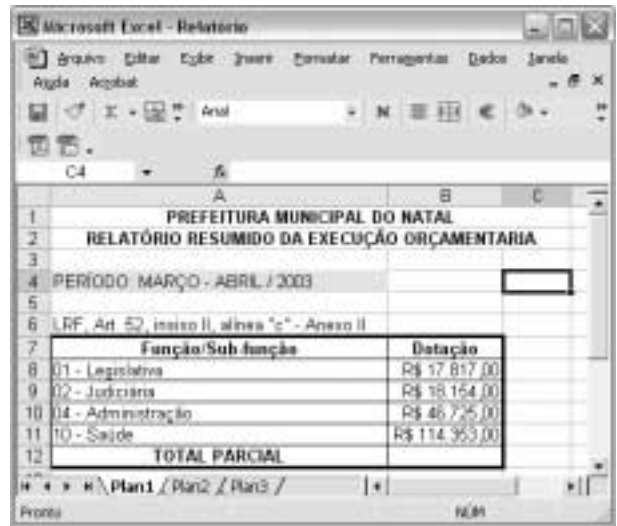 Microsoft Excel - Relatório
Arquivo Editar Exibir Inserir Formatar Ferramentas Dados Janela
Ajuda Acrobat
Arial N
C4 fx
A B C
1 PREFEITURA MUNICIPAL DO NATAL
2 RELATÓRIO RESUMIDO DA EXECUÇÃO ORÇAMENTARIA
3
4 PERÍODO: MARÇO - ABRIL / 2003
5
6 LRF, Art. 52, inciso II, alínea "c" - Anexo II
7 Função/Sub-função Dotação
8 01 - Legislativa R$ 17.817,00
9 02 - Judiciária R$ 18.154,00
10 04 - Administração R$ 46.725,00
11 10 - Saúde R$ 114.353,00
12 TOTAL PARCIAL
Plan1 / Plan2 / Plan3 /
Pronto NÚM